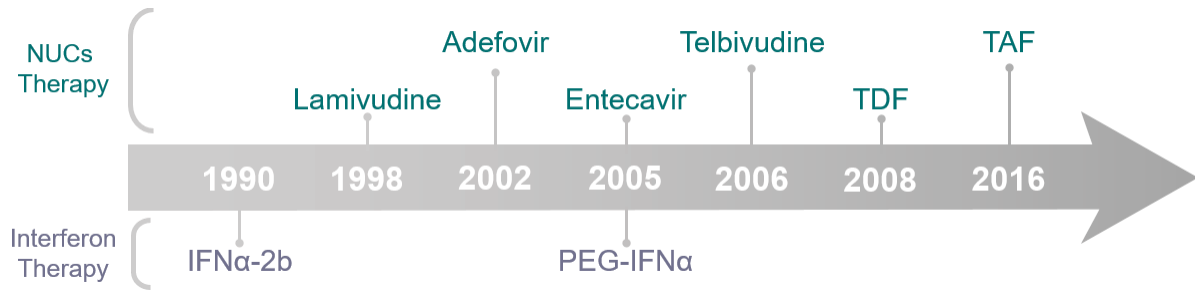 NUCs
Therapy
Adefovir
Telbivudine
TAF
Lamivudine
Entecavir
TDF
1990
1998
2002
2005
2006
2008
2016
Interferon
Therapy
IFNα-2b
PEG-IFNα